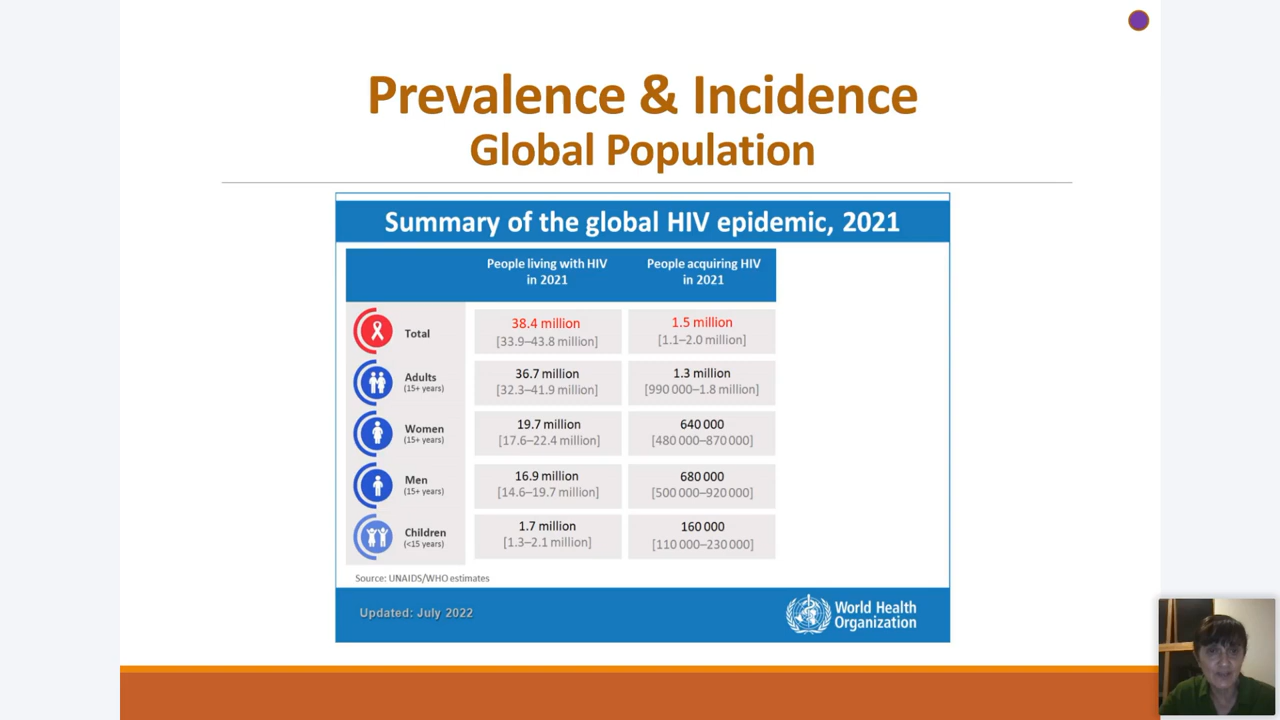 Prevalence & Incidence
Global Population
Summary of the global HIV epidemic, 2021
People living with HIV
in 2021
People acquiring HIV
in 2021
Total
38.4 million
[33.9–43.8 million]
1.5 million
[1.1–2.0 million]
Adults
(15+ years)
36.7 million
[32.3–41.9 million]
1.3 million
[990 000–1.8 million]
Women
(15+ years)
19.7 million
[17.6–22.4 million]
640 000
[480 000–870 000]
Men
(15+ years)
16.9 million
[14.6–19.7 million]
680 000
[500 000–920 000]
Children
(<15 years)
1.7 million
[1.3–2.1 million]
160 000
[110 000–230 000]
Source: UNAIDS/WHO estimates
Updated: July 2022
World Health
Organization